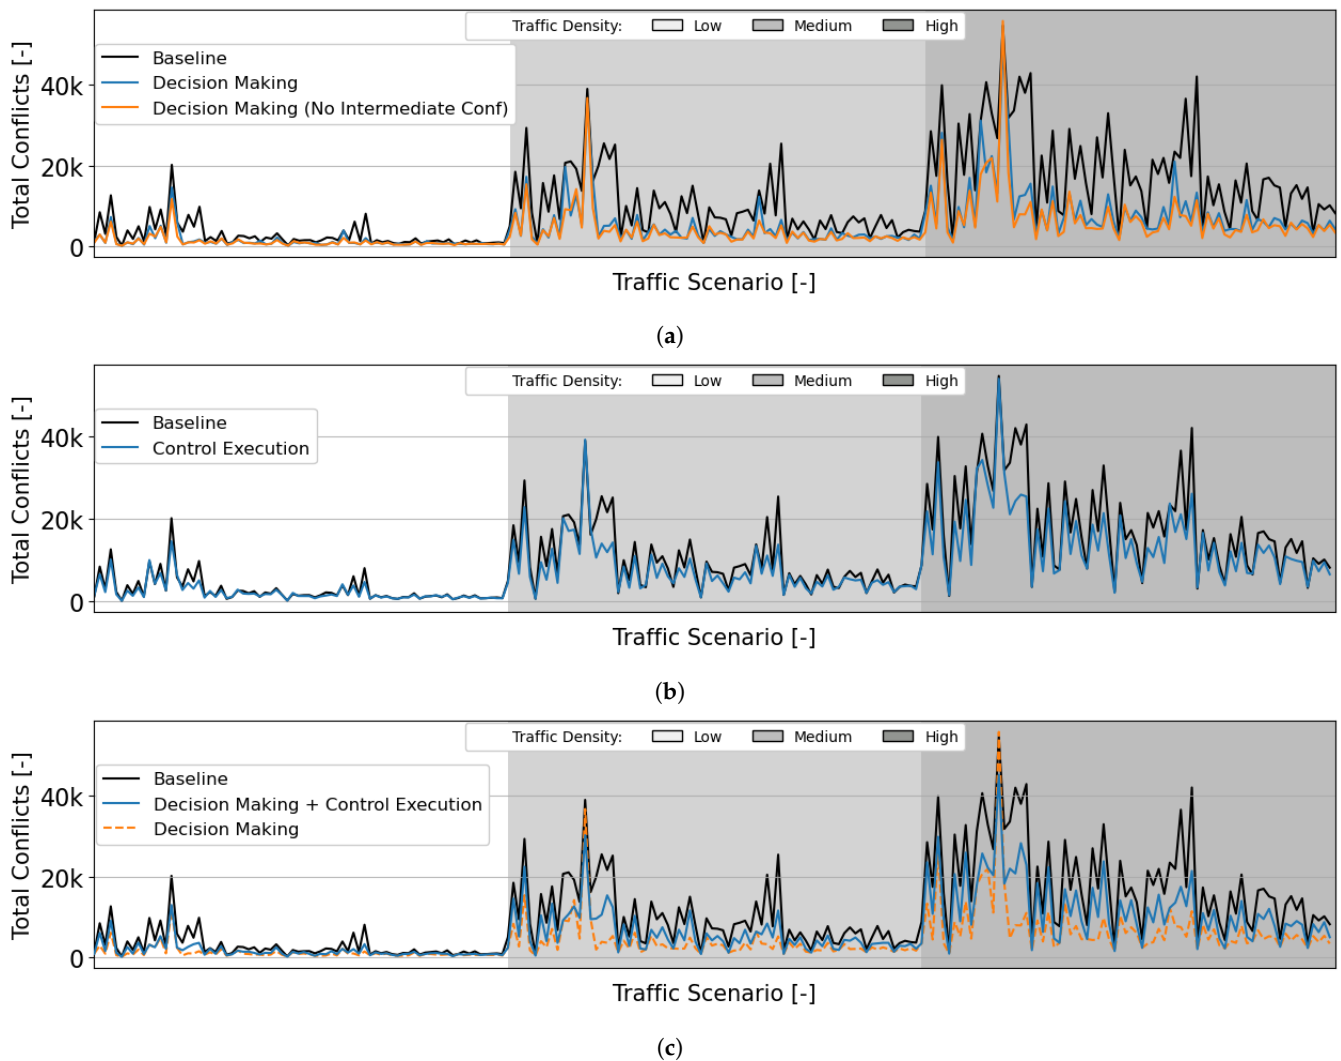 Traffic Density: Low Medium High
Baseline
Decision Making
Decision Making (No Intermediate Conf)
Total Conflicts [-]
40k
20k
0
Traffic Scenario [-]
(a)
Traffic Density: Low Medium High
Baseline
Control Execution
Total Conflicts [-]
40k
20k
0
Traffic Scenario [-]
(b)
Traffic Density: Low Medium High
Baseline
Decision Making + Control Execution
Decision Making
Total Conflicts [-]
40k
20k
0
Traffic Scenario [-]
(c)